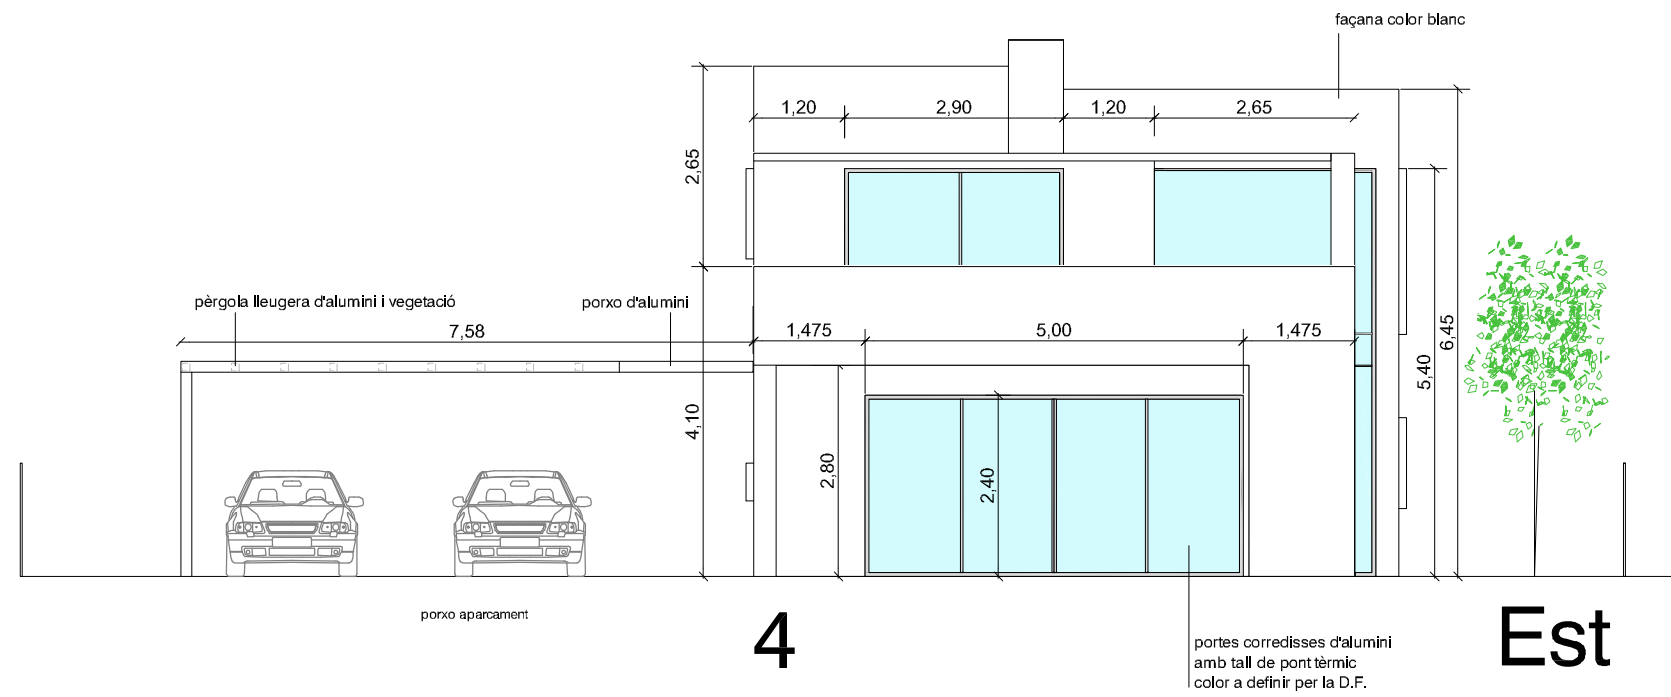 façana color blanc
1,20
2,90
1,20
2,65
2,65
6,45
5,40
pèrgola lleugera d'alumini i vegetació
porxo d'alumini
7,58
1,475
5,00
1,475
4,10
2,80
2,40
porxo aparcament
4
Est
portes corredisses d'alumini
amb tall de pont tèrmic
color a definir per la D.F.